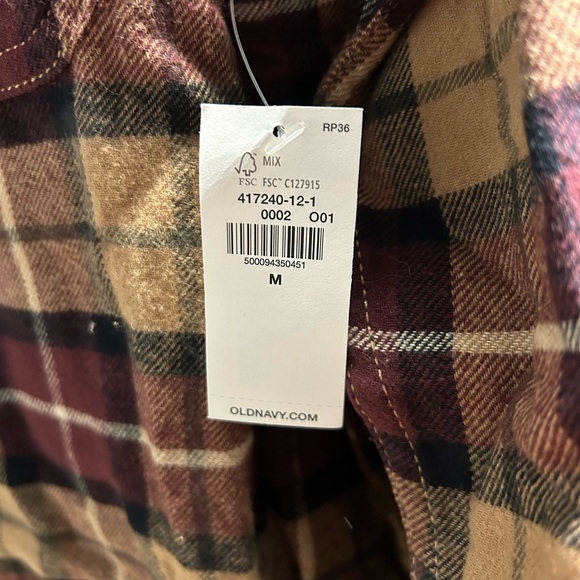 RP36
MIX
FSC FSC™ C127915
417240-12-1
0002 O01
500094350451
M
OLDNAVY.COM